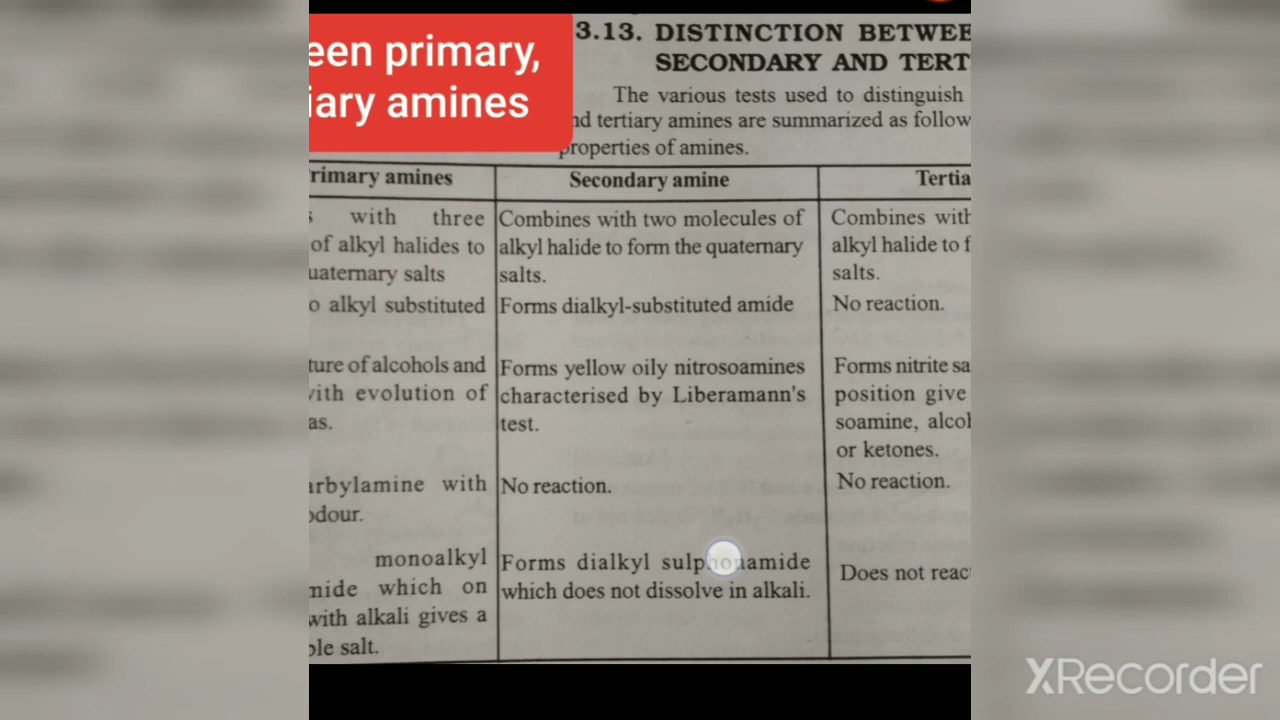 een primary,
iary amines
3.13. DISTINCTION BETWEE
SECONDARY AND TERT
The various tests used to distinguish
nd tertiary amines are summarized as follow
properties of amines.
rimary amines
s with three
of alkyl halides to
uaternary salts
o alkyl substituted
ture of alcohols and
with evolution of
as.
arbylamine with
odour.
monoalkyl
mide which on
with alkali gives a
ble salt.
Secondary amine
Combines with two molecules of
alkyl halide to form the quaternary
salts.
Forms dialkyl-substituted amide
Forms yellow oily nitrosoamines
characterised by Liberamann's
test.
No reaction.
Forms dialkyl sulphonamide
which does not dissolve in alkali.
Tertia
Combines with
alkyl halide to f
salts.
No reaction.
Forms nitrite sa
position give
soamine, alcoh
or ketones.
No reaction.
Does not reac
XRecorder